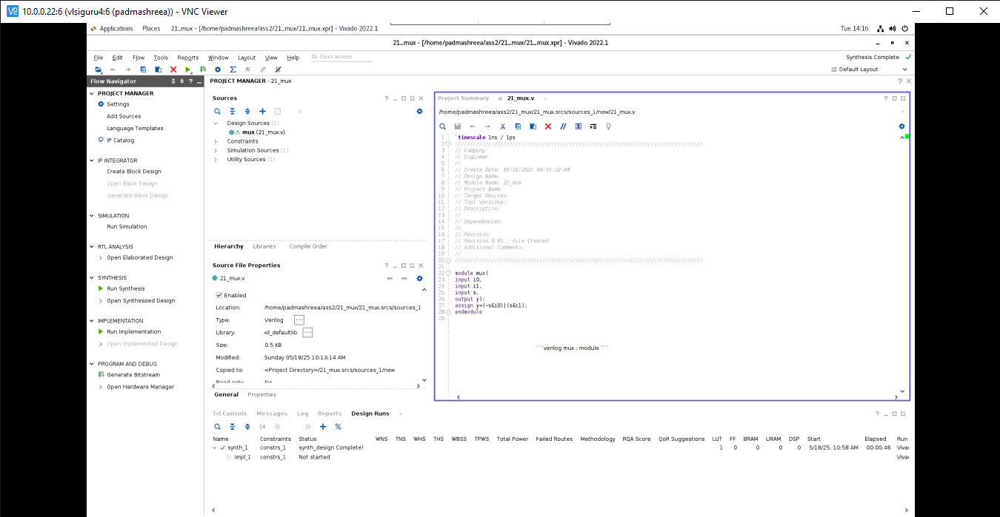 10.0.0.22:6 (vlsiguru4:6 (padmashreea)) - VNC Viewer
Applications Places 21_mux - [/home/padmashreea/ass2/21_mux/21_mux.xpr] - Vivado 2022.1 Tue 14:16
21_mux - [/home/padmashreea/ass2/21_mux/21_mux.xpr] - Vivado 2022.1
File Edit Flow Tools Reports Window Layout View Help Quick Access Synthesis Complete
Default Layout
Flow Navigator
PROJECT MANAGER
Settings
Add Sources
Language Templates
IP Catalog
IP INTEGRATOR
Create Block Design
Open Block Design
Generate Block Design
SIMULATION
Run Simulation
RTL ANALYSIS
Open Elaborated Design
SYNTHESIS
Run Synthesis
Open Synthesized Design
IMPLEMENTATION
Run Implementation
Open Implemented Design
PROGRAM AND DEBUG
Generate Bitstream
Open Hardware Manager
PROJECT MANAGER - 21_mux
Sources
0
Design Sources (1)
mux (21_mux.v)
Constraints
Simulation Sources (1)
Utility Sources (1)
Hierarchy Libraries Compile Order
Source File Properties
21_mux.v
Enabled
Location: /home/padmashreea/ass2/21_mux/21_mux.srcs/sources_1
Type: Verilog
Library: xil_defaultlib
Size: 0.5 KB
Modified: Sunday 05/18/25 10:13:14 AM
Copied to: <Project Directory>/21_mux.srcs/sources_1/new
Read-only: No
General Properties
Project Summary 21_mux.v
/home/padmashreea/ass2/21_mux/21_mux.srcs/sources_1/new/21_mux.v
1 `timescale 1ns / 1ps
2 //////////////////////////////////////////////////////////////////////////////////
3 // Company:
4 // Engineer:
5 //
6 // Create Date: 05/18/2025 09:56:32 AM
7 // Design Name:
8 // Module Name: 21_mux
9 // Project Name:
10 // Target Devices:
11 // Tool Versions:
12 // Description:
13 //
14 // Dependencies:
15 //
16 // Revision:
17 // Revision 0.01 - File Created
18 // Additional Comments:
19 //
20 //////////////////////////////////////////////////////////////////////////////////
21
22 module mux(
23 input i0,
24 input i1,
25 input s,
26 output y);
27 assign y=(~s&i0)|(s&i1);
28 endmodule
29
```verilog mux : module ```
Tcl Console Messages Log Reports Design Runs
Name Constraints Status WNS TNS WHS THS WBSS TPWS Total Power Failed Routes Methodology RQA Score QoR Suggestions LUT FF BRAM URAM DSP Start Elapsed Run
synth_1 constrs_1 synth_design Complete! 1 0 0 0 0 5/18/25, 10:58 AM 00:00:48 Vivad
impl_1 constrs_1 Not started Vivad